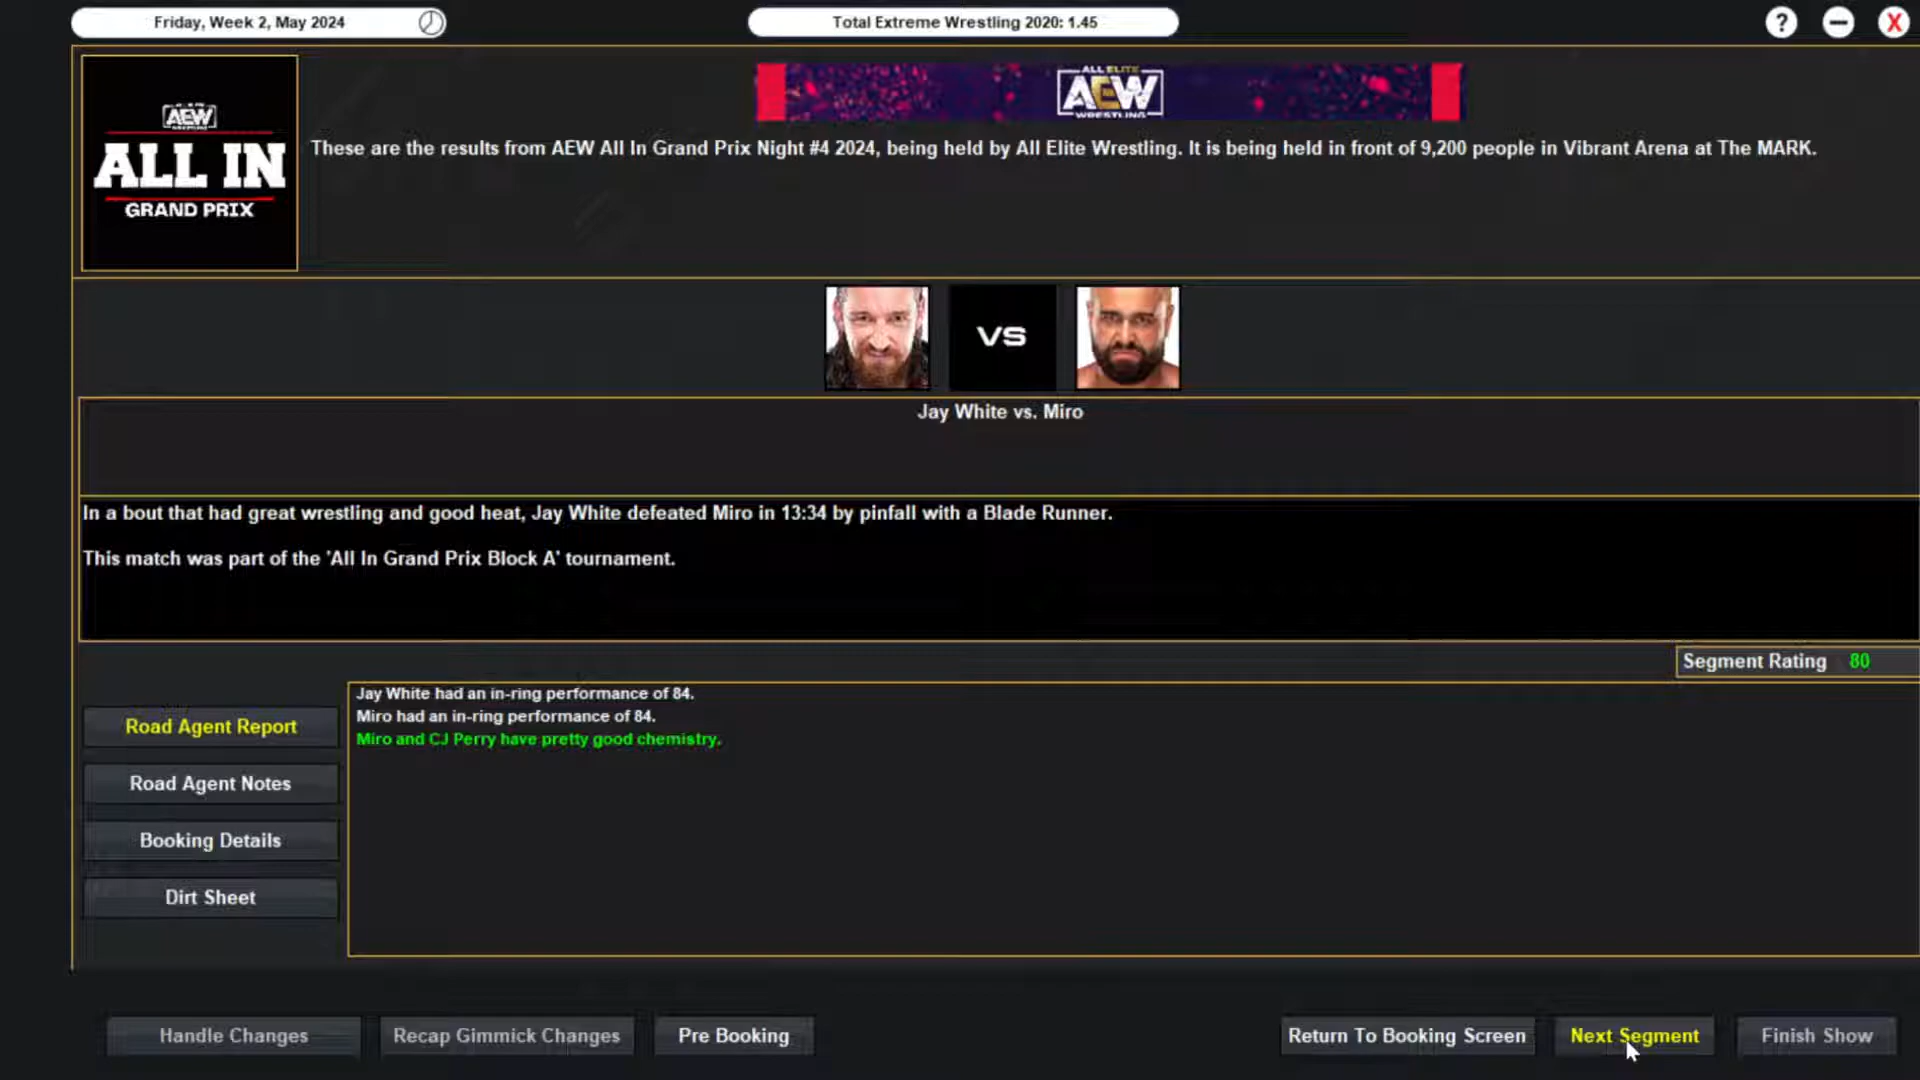 Friday, Week 2, May 2024
Total Extreme Wrestling 2020: 1.45
?
X
ALL ELITE
AEW
WRESTLING
AEW
WRESTLING
ALL IN
GRAND PRIX
These are the results from AEW All In Grand Prix Night #4 2024, being held by All Elite Wrestling. It is being held in front of 9,200 people in Vibrant Arena at The MARK.
VS
Jay White vs. Miro
In a bout that had great wrestling and good heat, Jay White defeated Miro in 13:34 by pinfall with a Blade Runner.
This match was part of the 'All In Grand Prix Block A' tournament.
Segment Rating 80
Road Agent Report
Road Agent Notes
Booking Details
Dirt Sheet
Jay White had an in-ring performance of 84.
Miro had an in-ring performance of 84.
Miro and CJ Perry have pretty good chemistry.
Handle Changes
Recap Gimmick Changes
Pre Booking
Return To Booking Screen
Next Segment
Finish Show